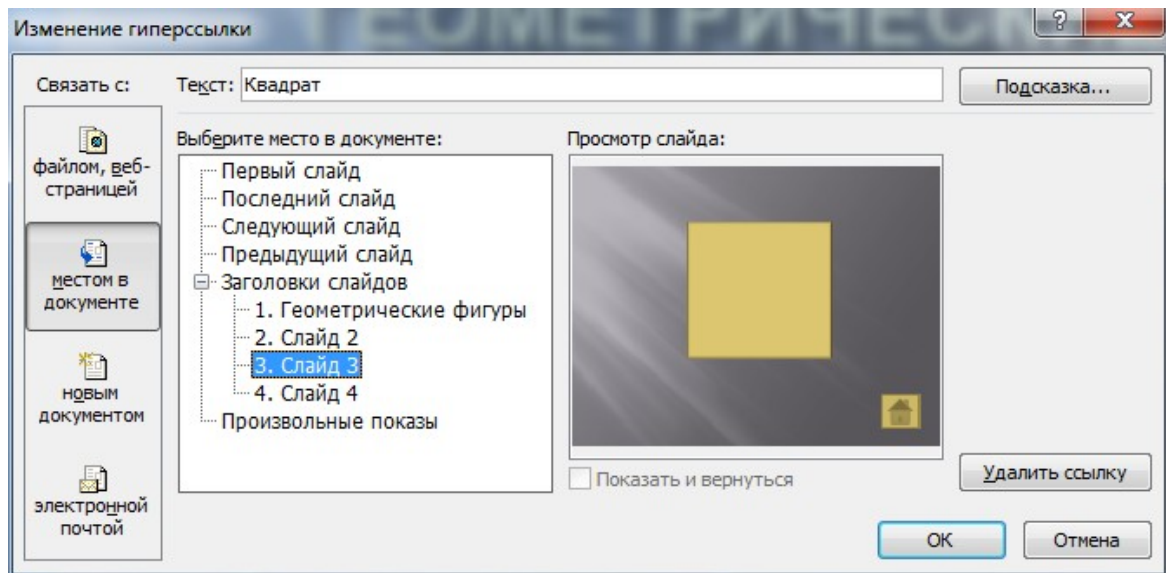 ГЕОМЕТРИЧЕСКИ
Изменение гиперссылки
Связать с:
Текст: Квадрат
Подсказка...
файлом, веб-
страницей
местом в
документе
новым
документом
электронной
почтой
Выберите место в документе:
Первый слайд
Последний слайд
Следующий слайд
Предыдущий слайд
Заголовки слайдов
1. Геометрические фигуры
2. Слайд 2
3. Слайд 3
4. Слайд 4
Произвольные показы
Просмотр слайда:
Показать и вернуться
Удалить ссылку
ОК
Отмена